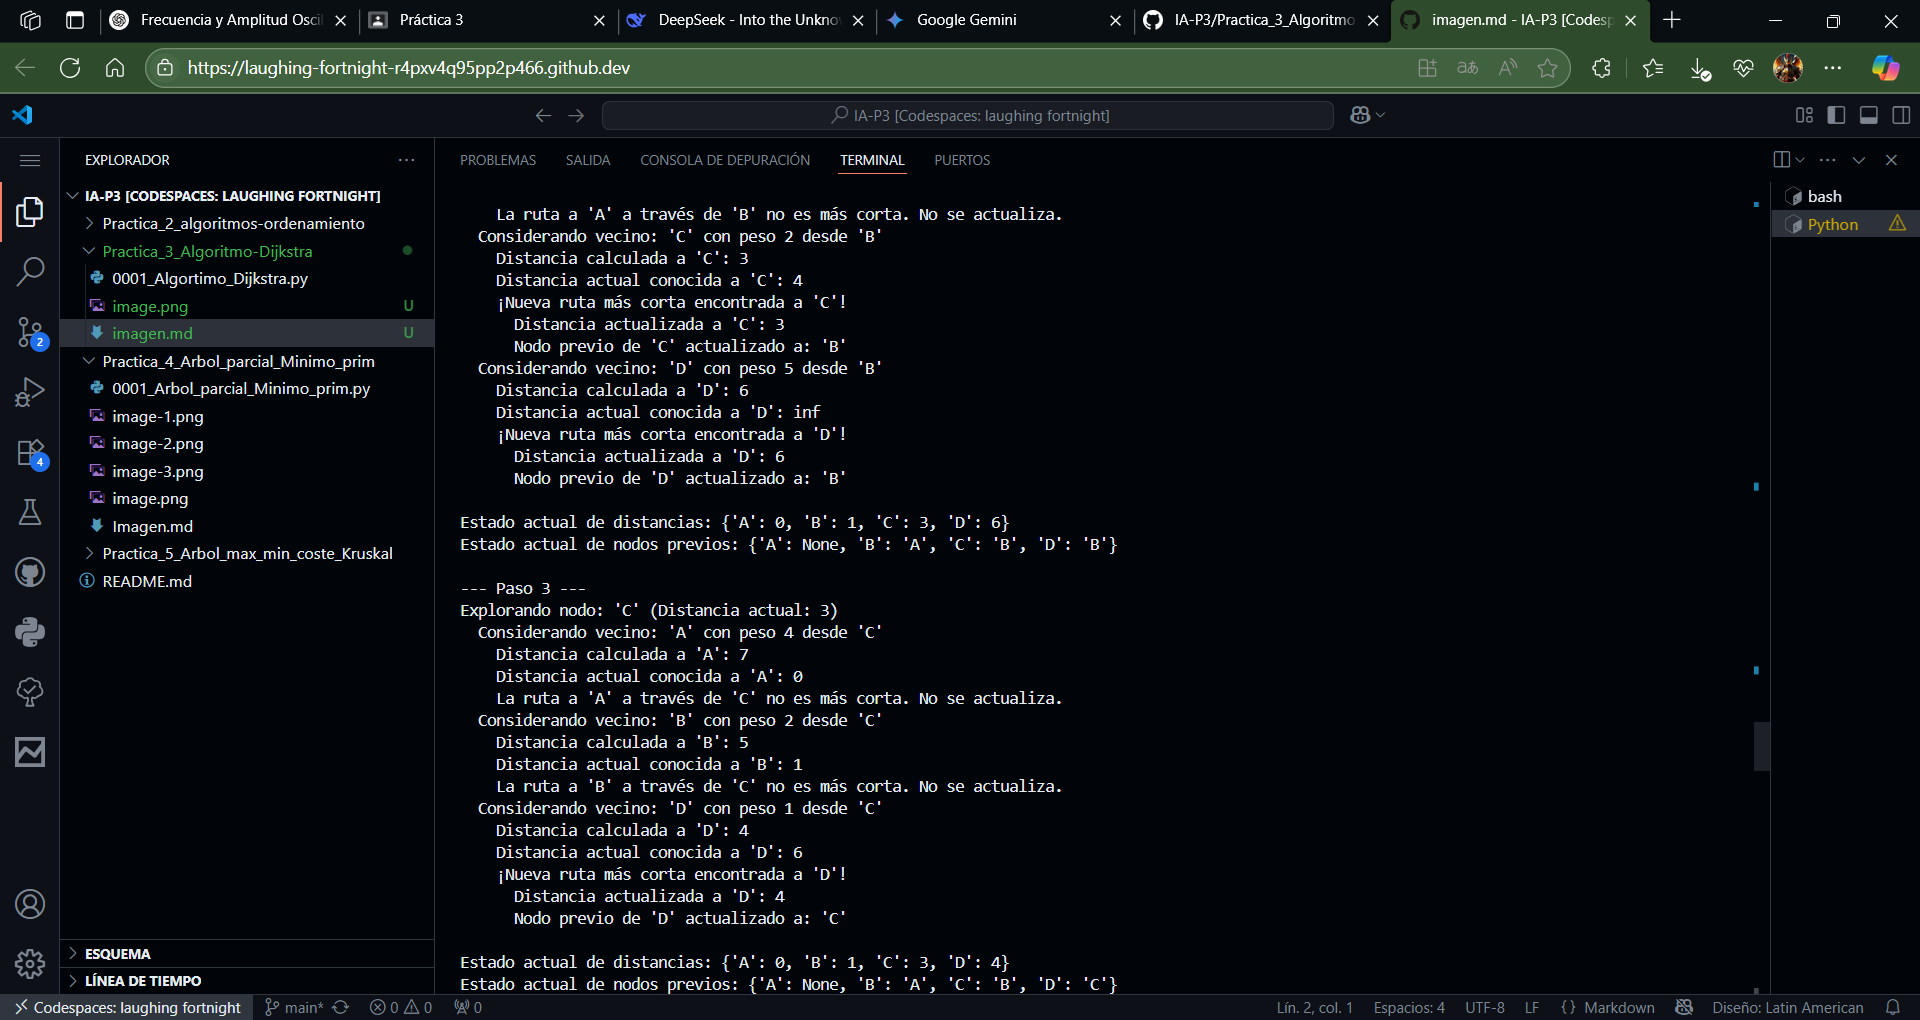 Frecuencia y Amplitud Oscil
Práctica 3
DeepSeek - Into the Unkno
Google Gemini
IA-P3/Practica_3_Algoritmo
imagen.md - IA-P3 [Codesp
https://laughing-fortnight-r4pxv4q95pp2p466.github.dev
IA-P3 [Codespaces: laughing fortnight]
EXPLORADOR
IA-P3 [CODESPACES: LAUGHING FORTNIGHT]
Practica_2_algoritmos-ordenamiento
Practica_3_Algoritmo-Dijkstra
0001_Algortimo_Dijkstra.py
image.png U
imagen.md U
Practica_4_Arbol_parcial_Minimo_prim
0001_Arbol_parcial_Minimo_prim.py
image-1.png
image-2.png
image-3.png
image.png
Imagen.md
Practica_5_Arbol_max_min_coste_Kruskal
README.md
ESQUEMA
LÍNEA DE TIEMPO
2
4
PROBLEMAS SALIDA CONSOLA DE DEPURACIÓN TERMINAL PUERTOS
La ruta a 'A' a través de 'B' no es más corta. No se actualiza.
Considerando vecino: 'C' con peso 2 desde 'B'
Distancia calculada a 'C': 3
Distancia actual conocida a 'C': 4
¡Nueva ruta más corta encontrada a 'C'!
Distancia actualizada a 'C': 3
Nodo previo de 'C' actualizado a: 'B'
Considerando vecino: 'D' con peso 5 desde 'B'
Distancia calculada a 'D': 6
Distancia actual conocida a 'D': inf
¡Nueva ruta más corta encontrada a 'D'!
Distancia actualizada a 'D': 6
Nodo previo de 'D' actualizado a: 'B'
Estado actual de distancias: {'A': 0, 'B': 1, 'C': 3, 'D': 6}
Estado actual de nodos previos: {'A': None, 'B': 'A', 'C': 'B', 'D': 'B'}
--- Paso 3 ---
Explorando nodo: 'C' (Distancia actual: 3)
Considerando vecino: 'A' con peso 4 desde 'C'
Distancia calculada a 'A': 7
Distancia actual conocida a 'A': 0
La ruta a 'A' a través de 'C' no es más corta. No se actualiza.
Considerando vecino: 'B' con peso 2 desde 'C'
Distancia calculada a 'B': 5
Distancia actual conocida a 'B': 1
La ruta a 'B' a través de 'C' no es más corta. No se actualiza.
Considerando vecino: 'D' con peso 1 desde 'C'
Distancia calculada a 'D': 4
Distancia actual conocida a 'D': 6
¡Nueva ruta más corta encontrada a 'D'!
Distancia actualizada a 'D': 4
Nodo previo de 'D' actualizado a: 'C'
Estado actual de distancias: {'A': 0, 'B': 1, 'C': 3, 'D': 4}
Estado actual de nodos previos: {'A': None, 'B': 'A', 'C': 'B', 'D': 'C'}
bash
Python
Codespaces: laughing fortnight main* 0 0 0 Lín. 2, col. 1 Espacios: 4 UTF-8 LF {} Markdown Diseño: Latin American